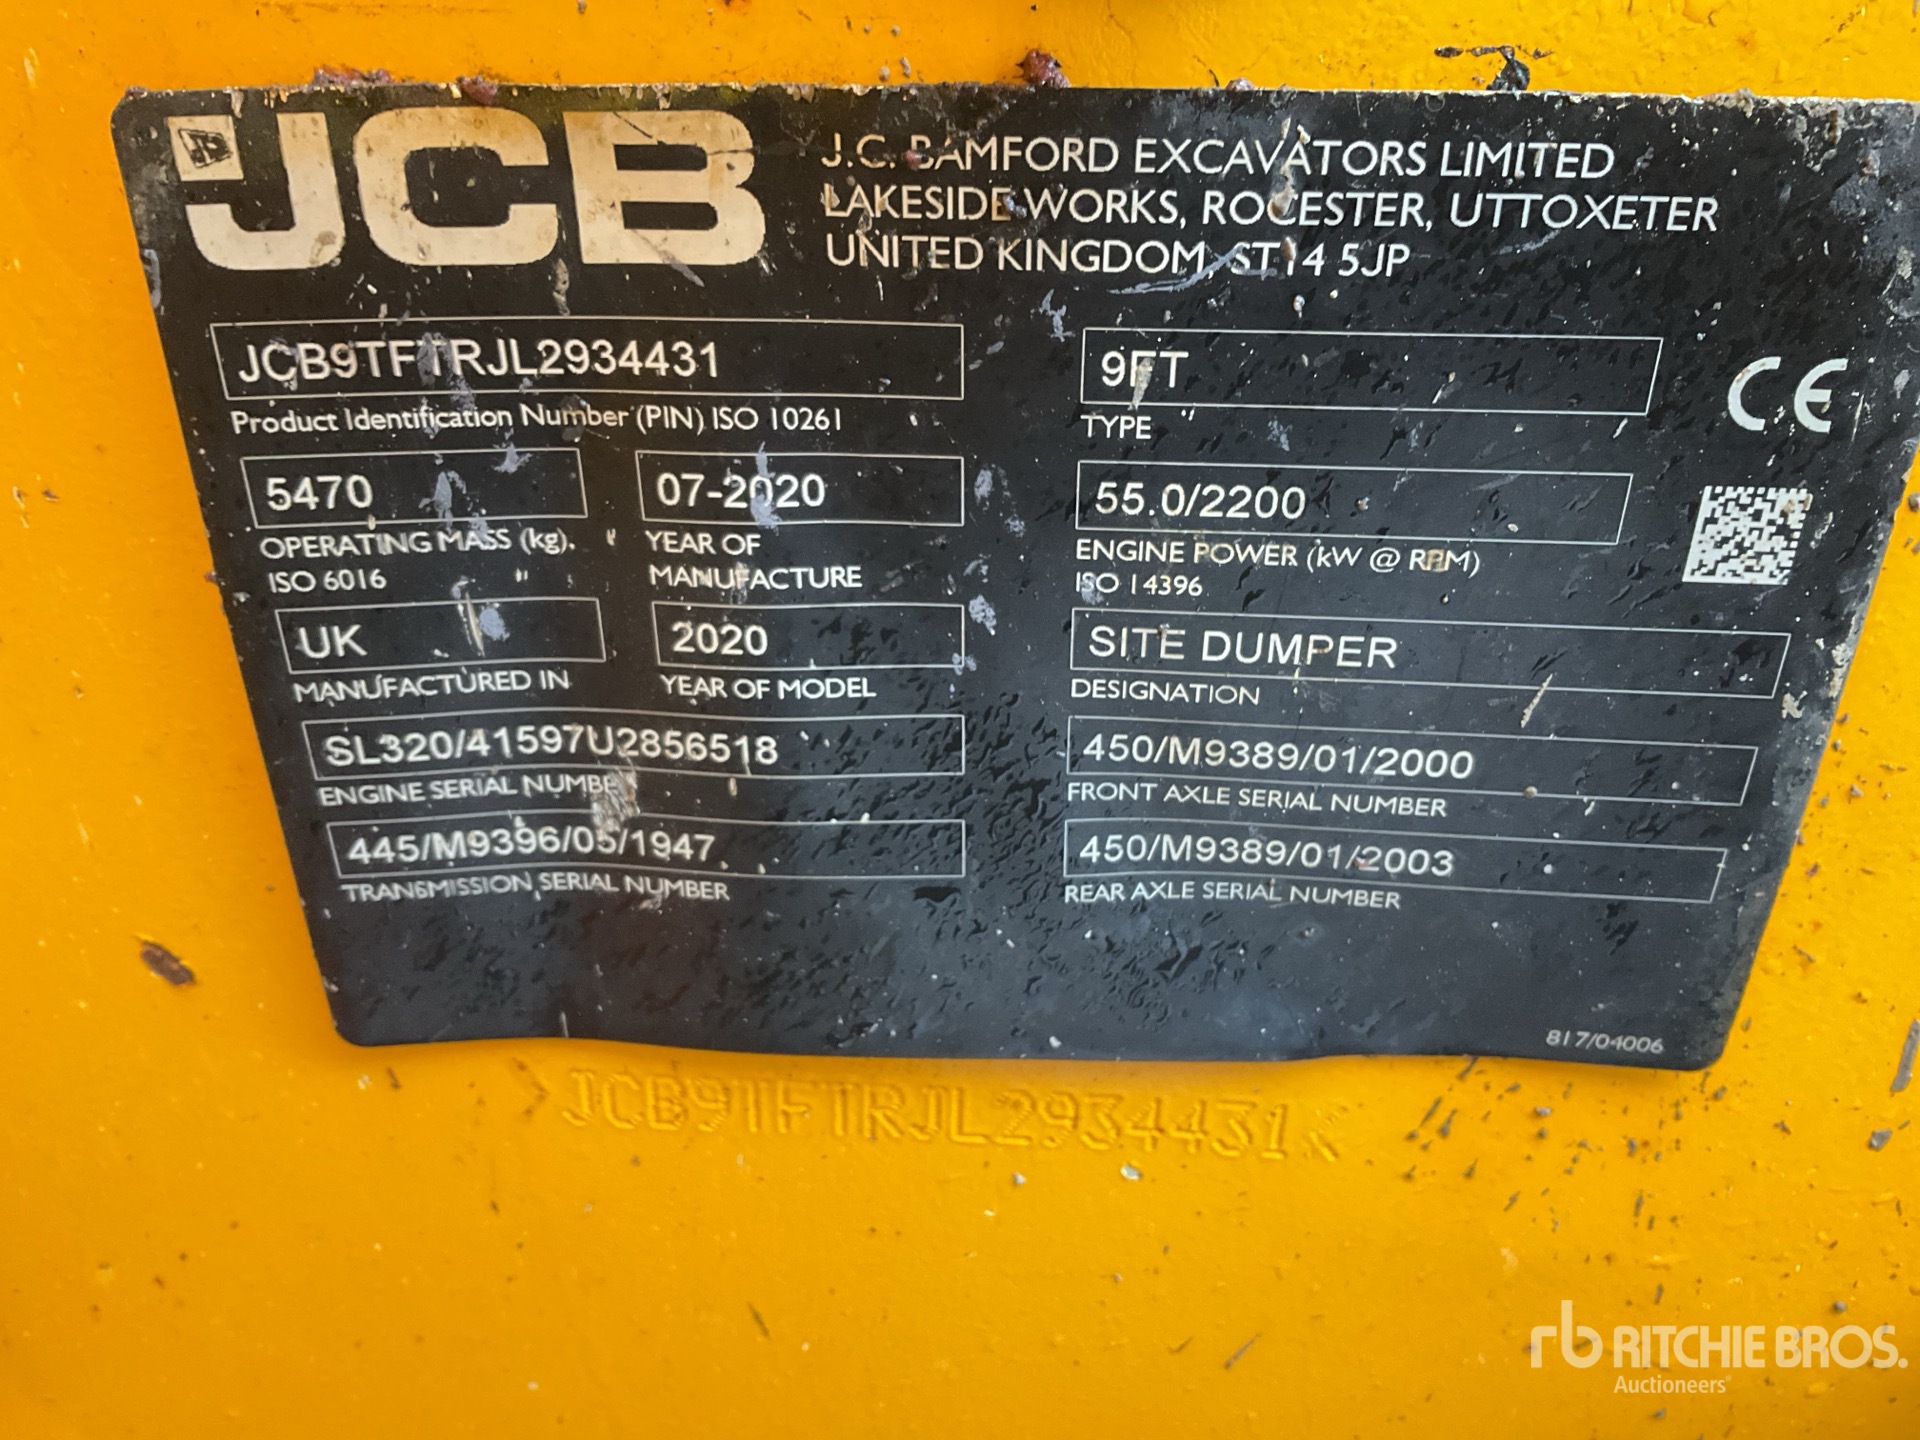 JCB
J.C. BAMFORD EXCAVATORS LIMITED
LAKESIDE WORKS, ROCESTER, UTTOXETER
UNITED KINGDOM, ST14 5JP
JCB9TFTRJL2934431
Product Identification Number (PIN) ISO 10261
9FT
TYPE
CE
5470
OPERATING MASS (kg).
ISO 6016
07-2020
YEAR OF
MANUFACTURE
55.0/2200
ENGINE POWER (kW @ RPM)
ISO 14396
UK
MANUFACTURED IN
2020
YEAR OF MODEL
SITE DUMPER
DESIGNATION
SL320/41597U2856518
ENGINE SERIAL NUMBER
450/M9389/01/2000
FRONT AXLE SERIAL NUMBER
445/M9396/05/1947
TRANSMISSION SERIAL NUMBER
450/M9389/01/2003
REAR AXLE SERIAL NUMBER
817/04006
JCB9TFTRJL2934431
rb RITCHIE BROS.
Auctioneers